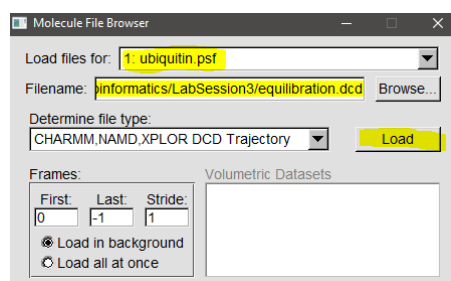 Molecule File Browser
Load files for: 1: ubiquitin.psf
Filename: pinformatics/LabSession3/equilibration.dcd Browse...
Determine file type:
CHARMM,NAMD,XPLOR DCD Trajectory Load
Frames: Volumetric Datasets
First: Last: Stride:
0 -1 1
Load in background
Load all at once